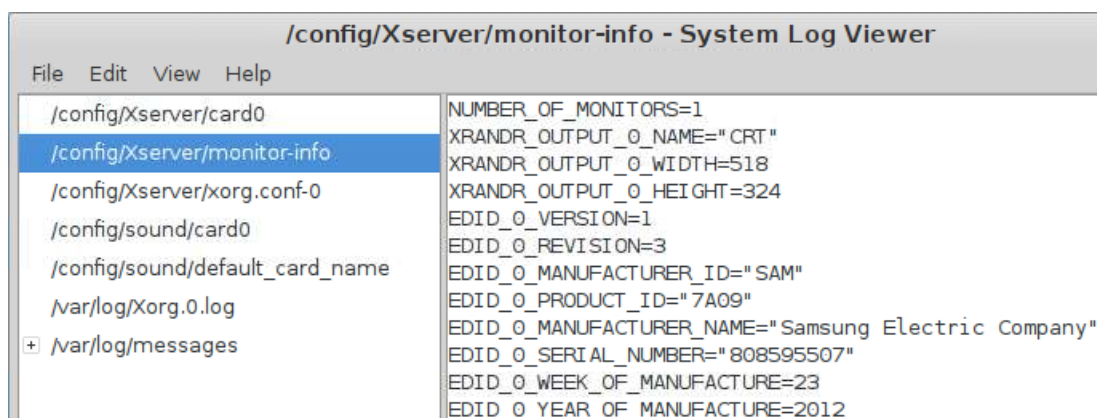 /config/Xserver/monitor-info - System Log Viewer
File Edit View Help
/config/Xserver/card0
/config/Xserver/monitor-info
/config/Xserver/xorg.conf-0
/config/sound/card0
/config/sound/default_card_name
/var/log/Xorg.0.log
/var/log/messages
NUMBER_OF_MONITORS=1
XRANDR_OUTPUT_0_NAME="CRT"
XRANDR_OUTPUT_0_WIDTH=518
XRANDR_OUTPUT_0_HEIGHT=324
EDID_0_VERSION=1
EDID_0_REVISION=3
EDID_0_MANUFACTURER_ID="SAM"
EDID_0_PRODUCT_ID="7A09"
EDID_0_MANUFACTURER_NAME="Samsung Electric Company"
EDID_0_SERIAL_NUMBER="808595507"
EDID_0_WEEK_OF_MANUFACTURE=23
EDID_0_YEAR_OF_MANUFACTURE=2012